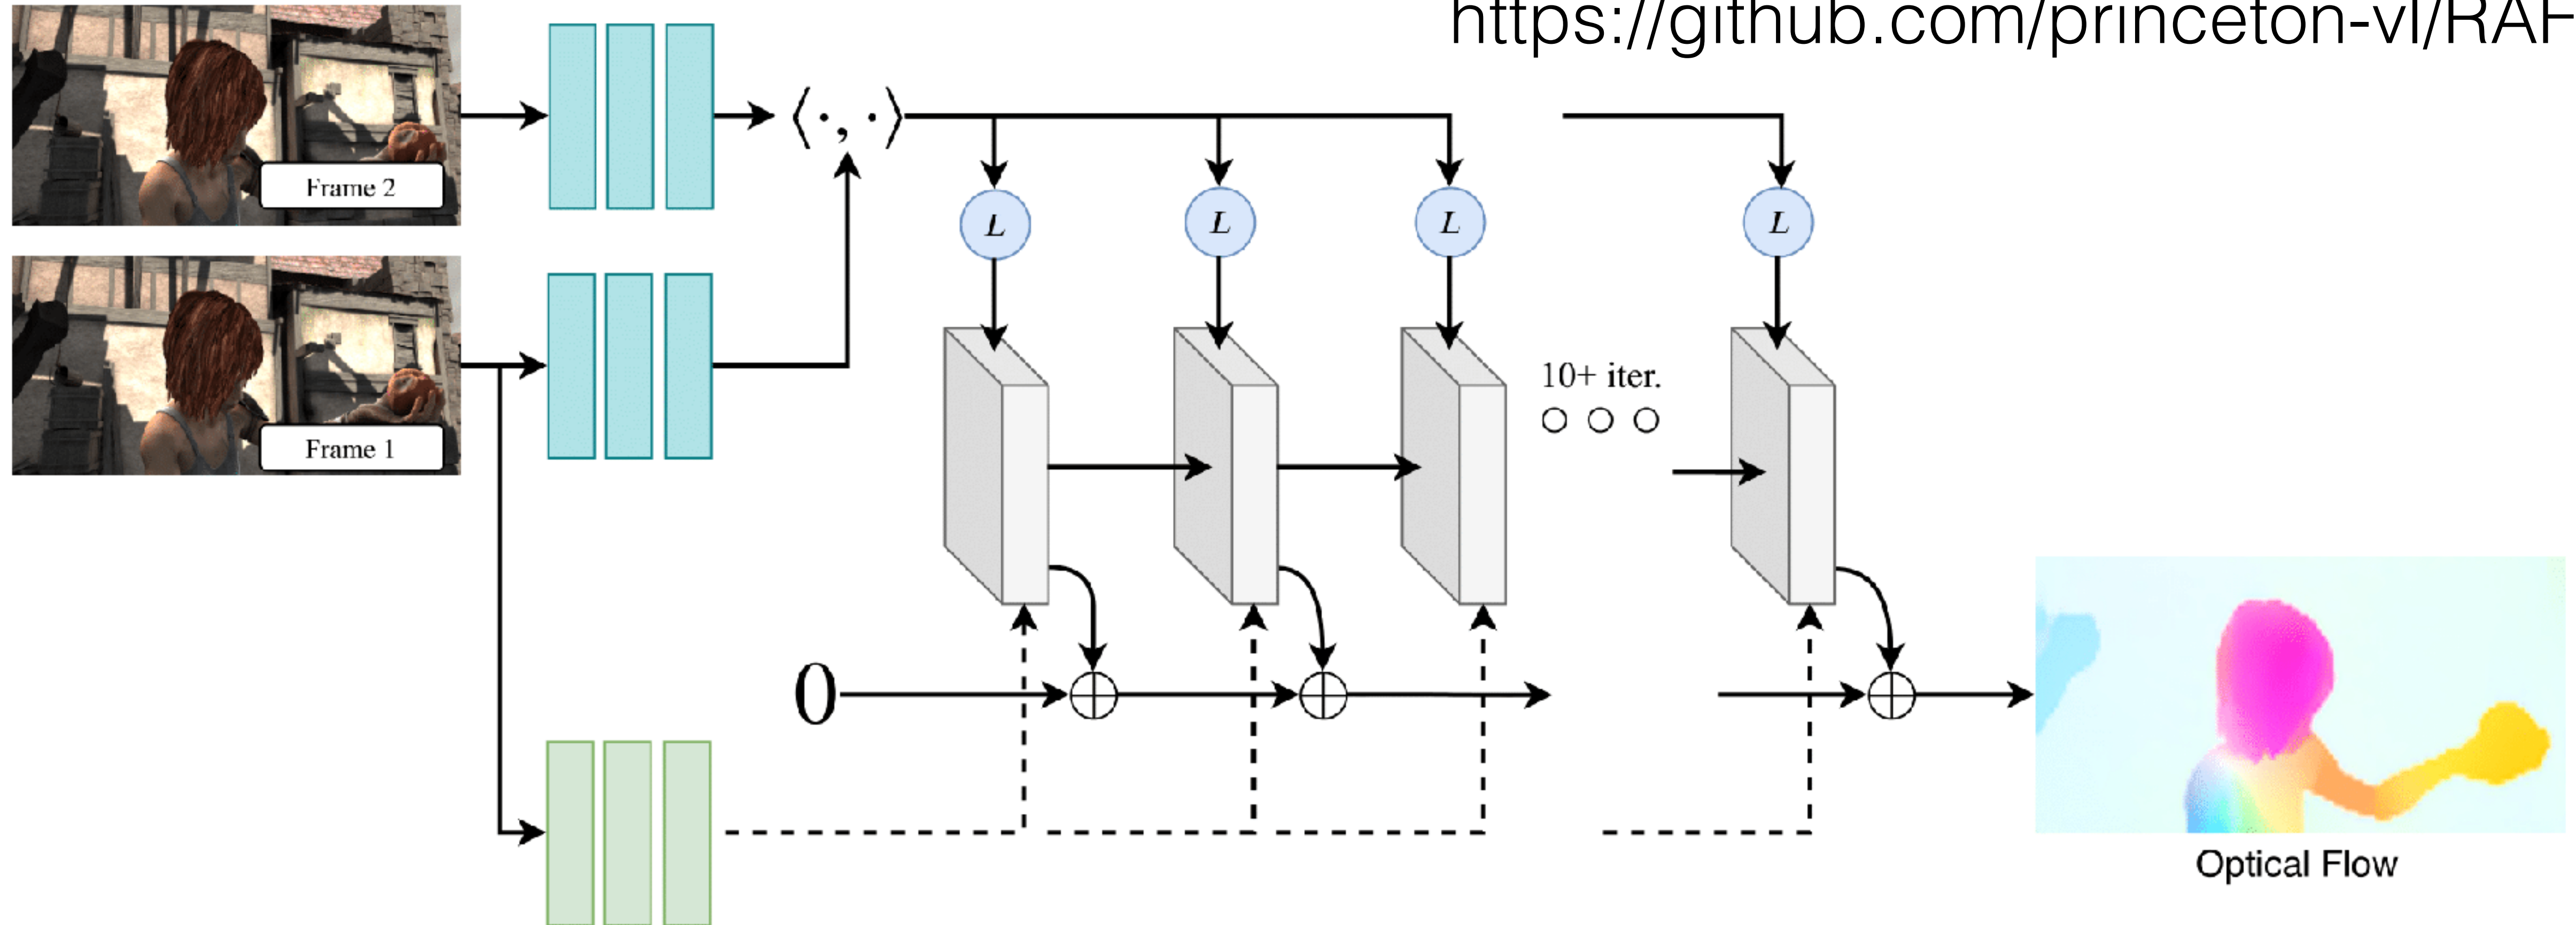 https://github.com/princeton-vl/RAF
Frame 2
⟨·, ·⟩
L
L
L
L
Frame 1
10+ iter.
0
Optical Flow